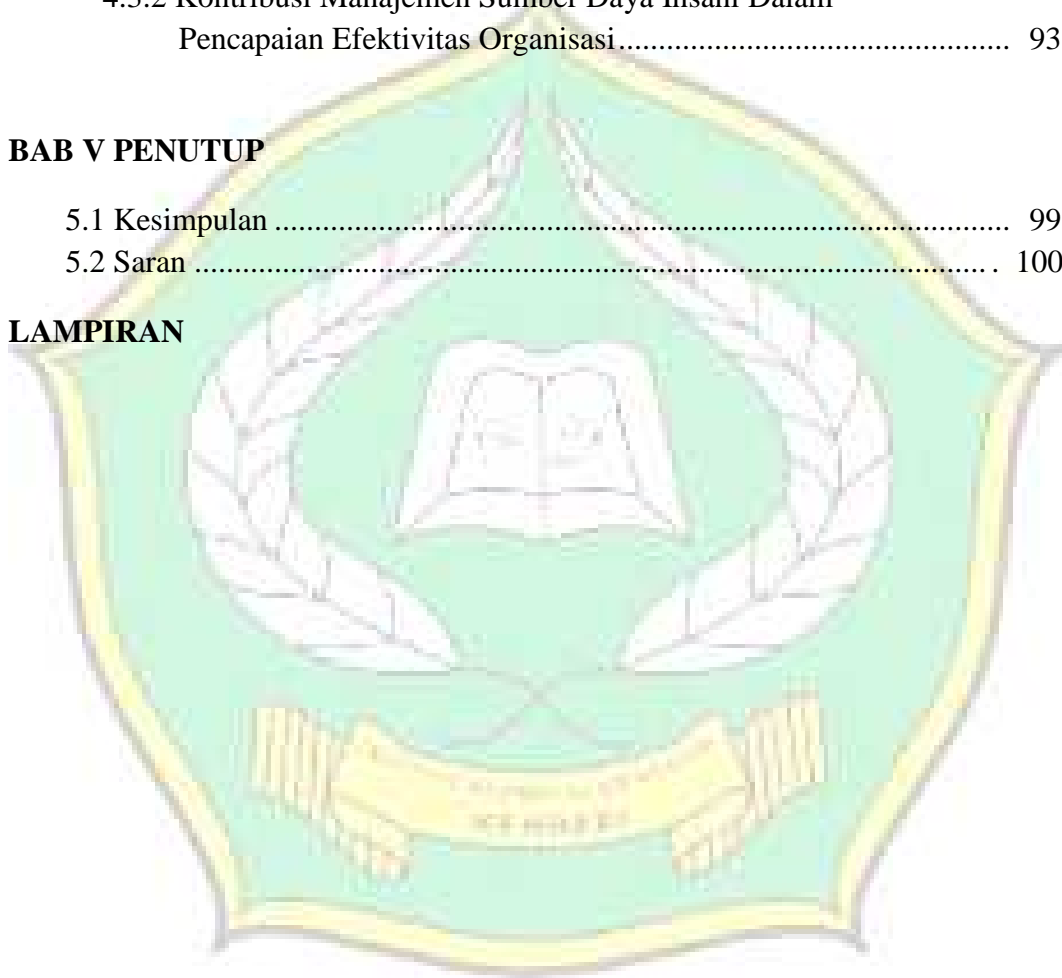 4.3.2 Kontribusi Manajemen Sumber Daya Insani Dalam
Pencapaian Efektivitas Organisasi................................................ 93
BAB V PENUTUP
5.1 Kesimpulan ............................................................................................ 99
5.2 Saran ................................................................................................... . 100
LAMPIRAN